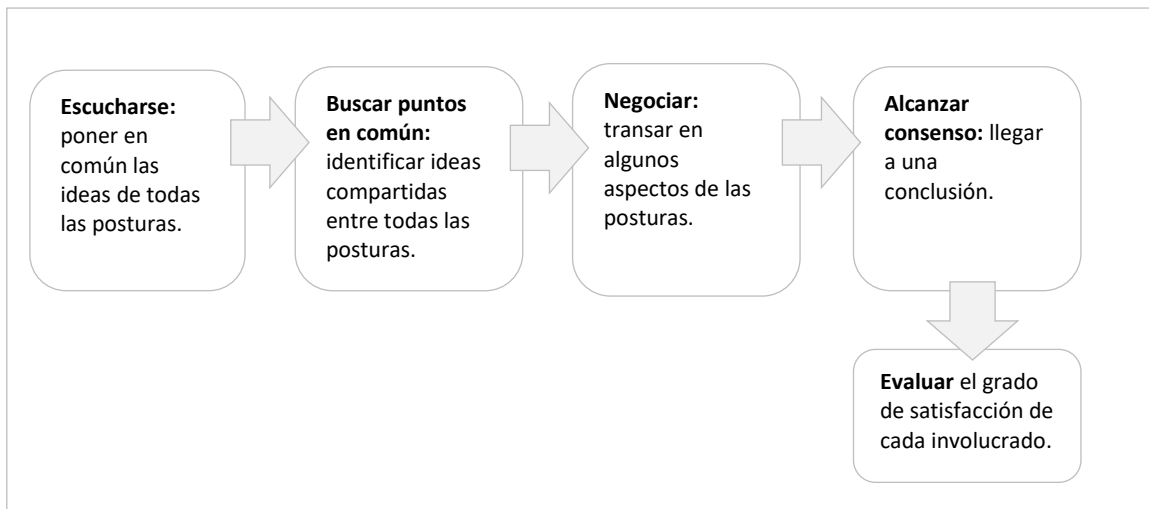 Escucharse:
poner en
común las
ideas de todas
las posturas.
Buscar puntos
en común:
identificar ideas
compartidas
entre todas las
posturas.
Negociar:
transar en
algunos
aspectos de las
posturas.
Alcanzar
consenso: llegar
a una
conclusión.
Evaluar el grado
de satisfacción de
cada involucrado.